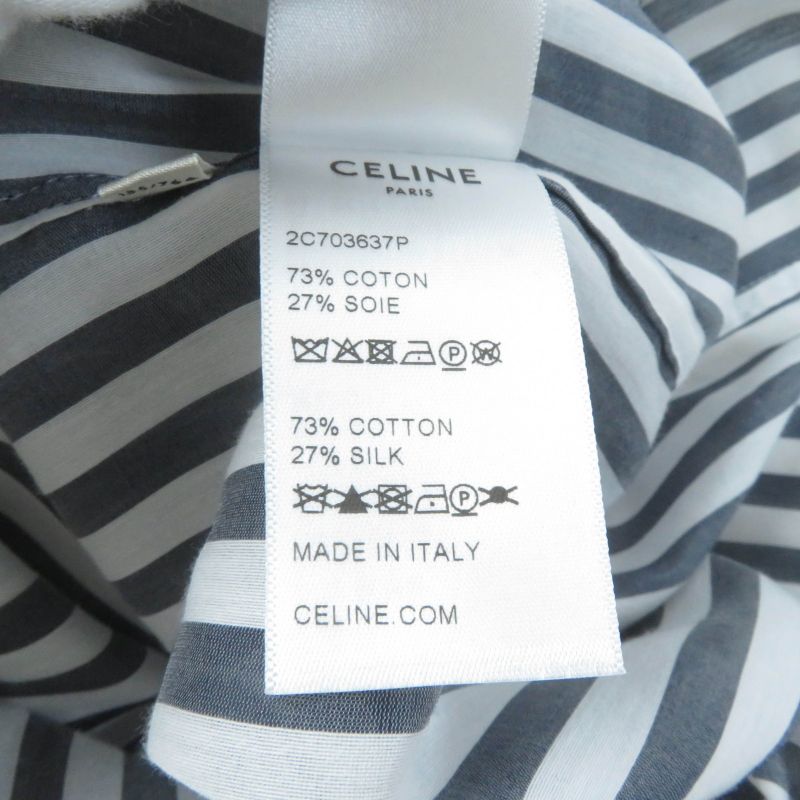 CELINE
PARIS
2C703637P
73% COTON
27% SOIE
P W
73% COTTON
27% SILK
P
MADE IN ITALY
CELINE.COM